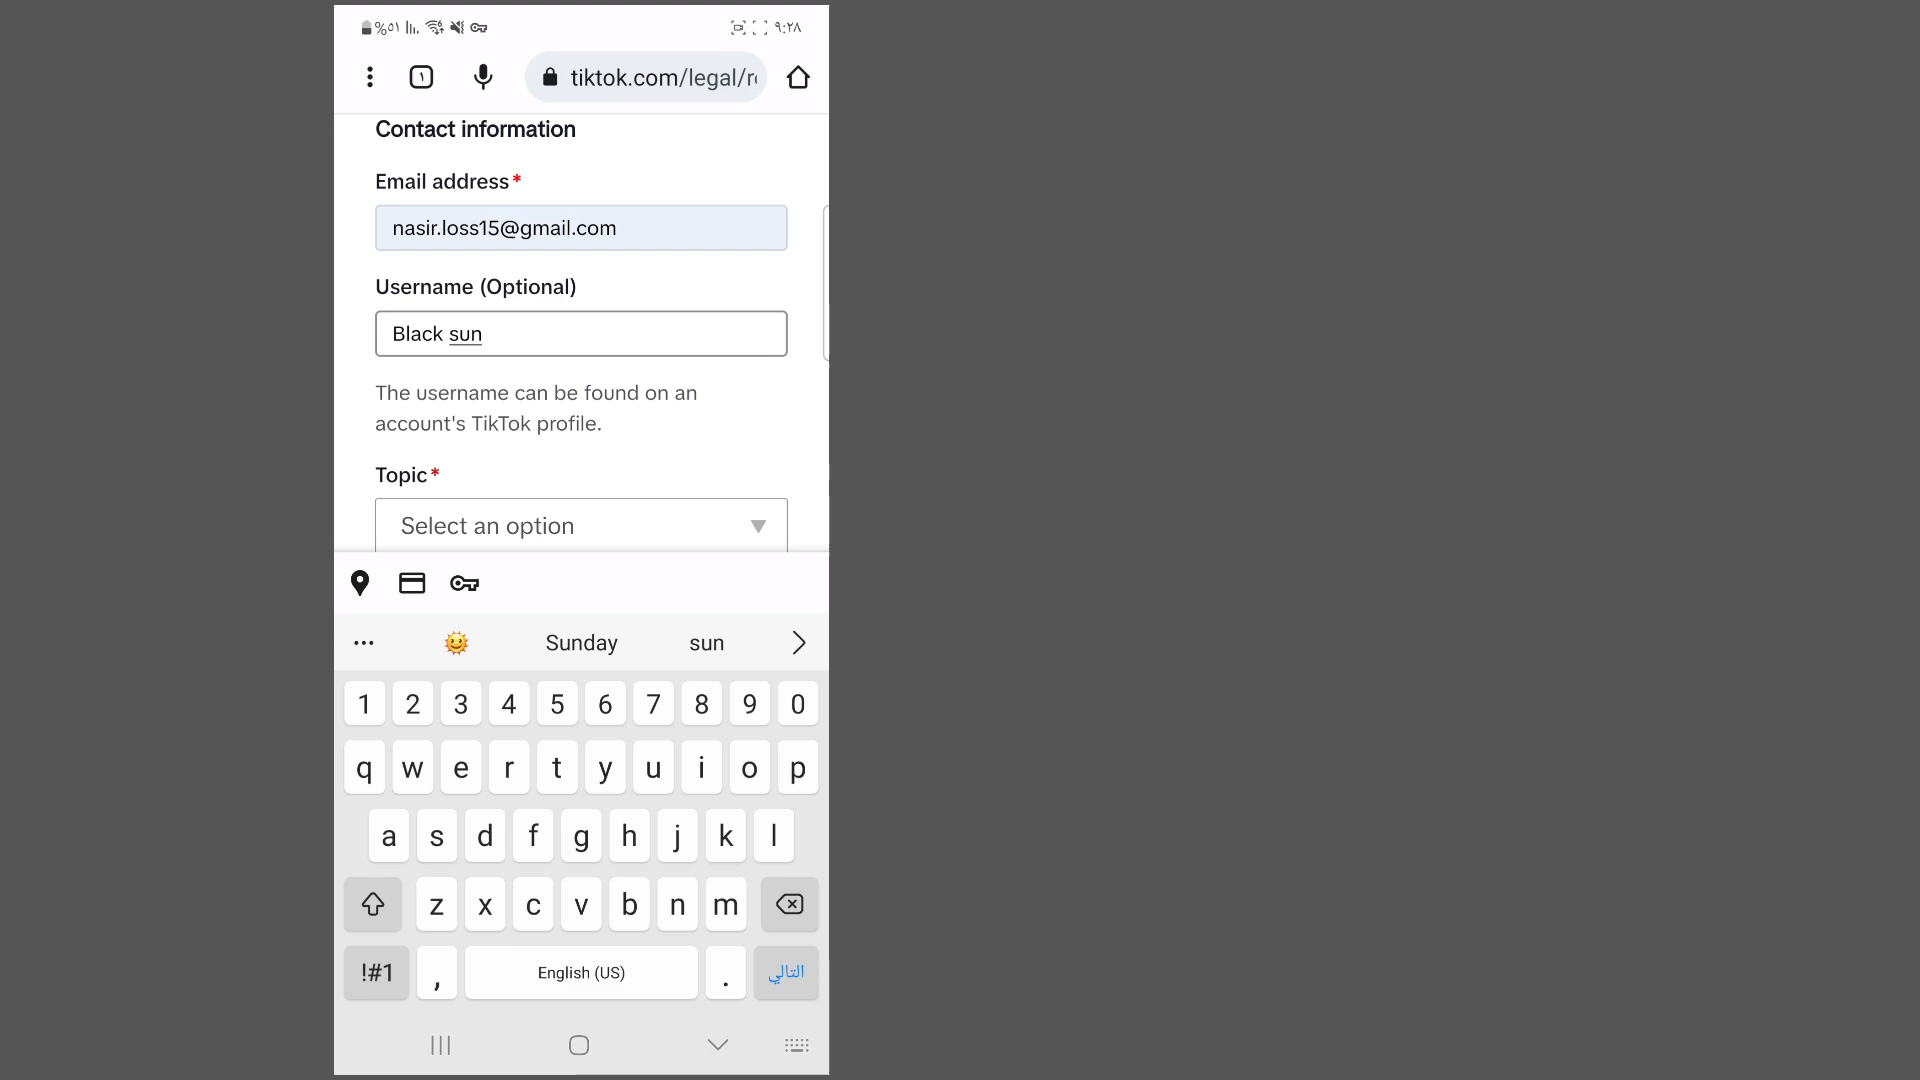 %٥١ ٩:٢٨
١ tiktok.com/legal/r
Contact information
Email address*
nasir.loss15@gmail.com
Username (Optional)
Black sun
The username can be found on an
account's TikTok profile.
Topic*
Select an option
Sunday sun
1 2 3 4 5 6 7 8 9 0
q w e r t y u i o p
a s d f g h j k l
z x c v b n m
!#1 , English (US) . التالي